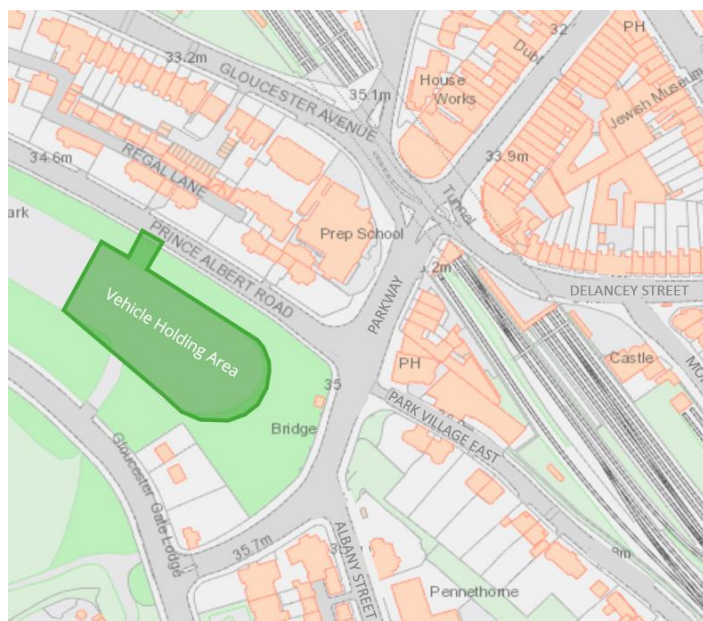 PH
32
33.2m
Dubl
GLOUCESTER AVENUE
35.1m
House
Works
Jewish Museum
34.6m
REGAL LANE
33.9m
Tunnel
ark
Prep School
PRINCE ALBERT ROAD
PARKWAY
DELANCEY STREET
Vehicle Holding Area
Castle
PH
35
PARK VILLAGE EAST
Bridge
Gloucester Gate Lodge
35.7m
ALBANY STREET
Pennethorne